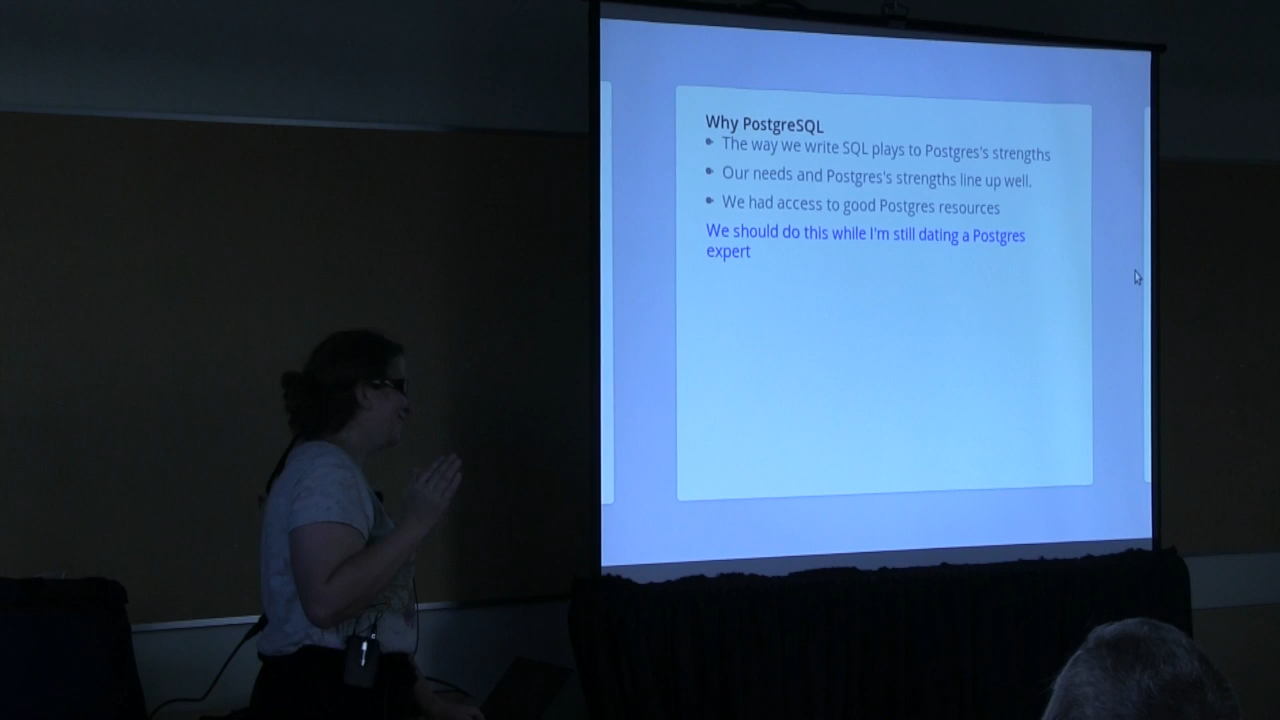 Why PostgreSQL
The way we write SQL plays to Postgres's strengths
Our needs and Postgres's strengths line up well.
We had access to good Postgres resources
We should do this while I'm still dating a Postgres
expert